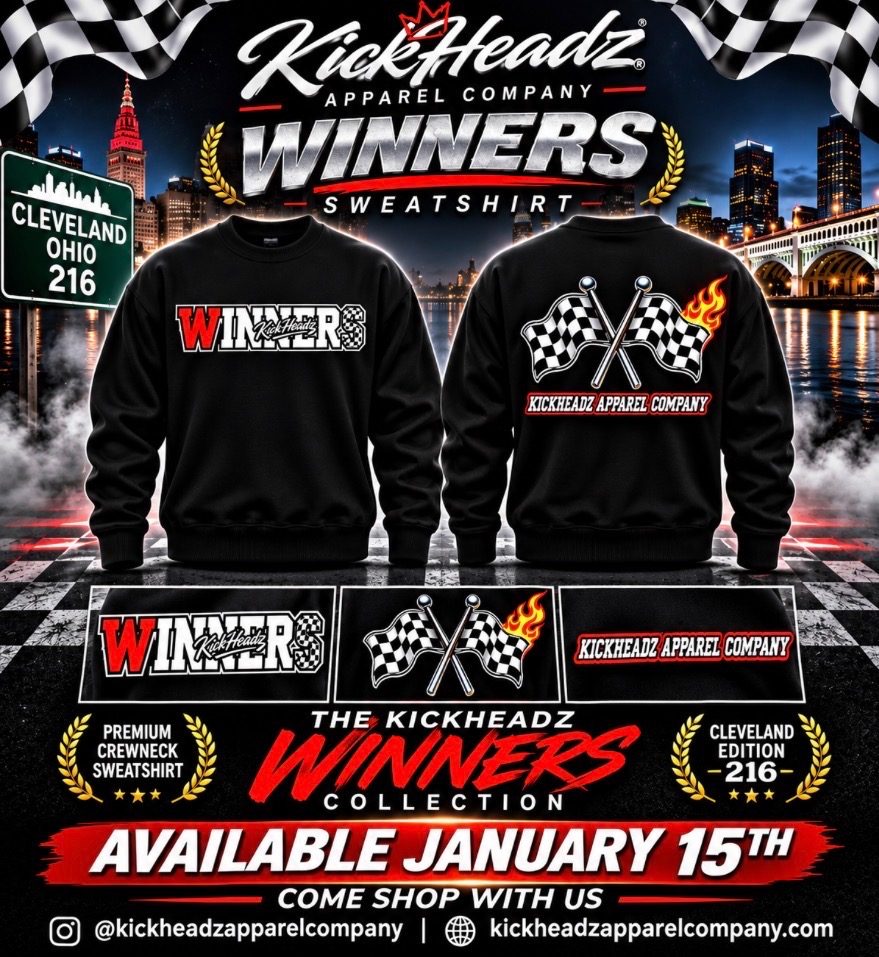 KickHeadz®
APPAREL COMPANY
WINNERS
SWEATSHIRT
CLEVELAND
OHIO
216
WINNERS
KickHeadz
KICKHEADZ APPAREL COMPANY
WINNERS
KickHeadz
KICKHEADZ APPAREL COMPANY
PREMIUM
CREWNECK
SWEATSHIRT
THE KICKHEADZ
WINNERS
COLLECTION
CLEVELAND
EDITION
-216-
AVAILABLE JANUARY 15TH
COME SHOP WITH US
@kickheadzapparelcompany | kickheadzapparelcompany.com